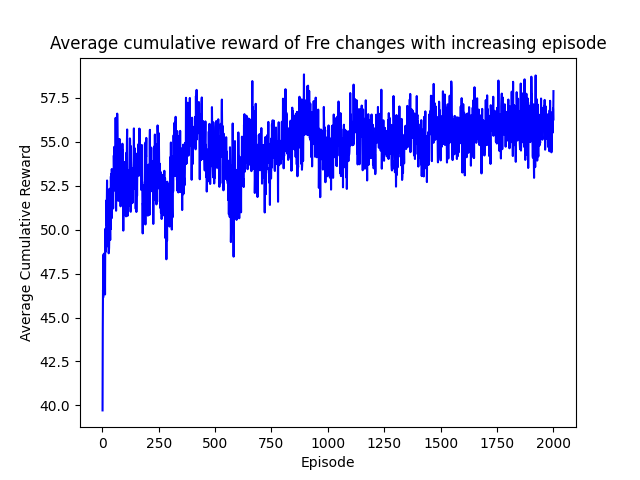 Average cumulative reward of Fre changes with increasing episode
Average Cumulative Reward
57.5
55.0
52.5
50.0
47.5
45.0
42.5
40.0
0 250 500 750 1000 1250 1500 1750 2000
Episode